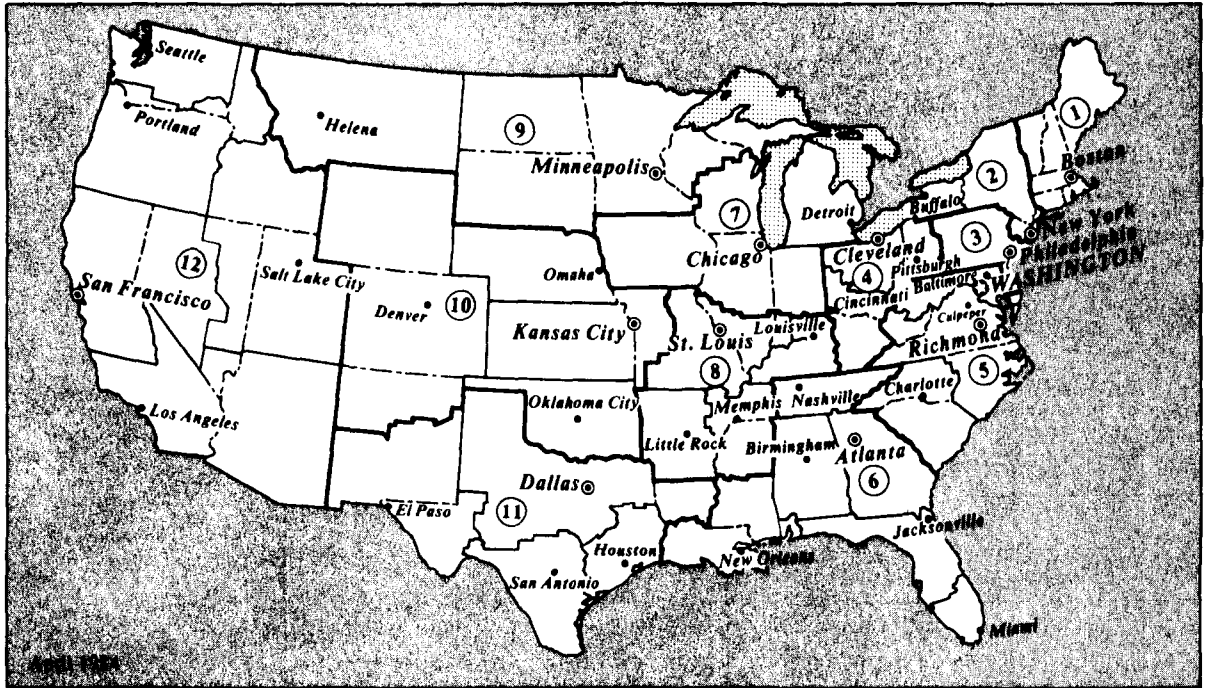 Seattle
Portland
Helena
9
Minneapolis
1
Boston
2
Buffalo
7
Detroit
Chicago
3
New York
Philadelphia
WASHINGTON
Cleveland
4
Pittsburgh
Baltimore
Cincinnati
Culpeper
Richmond
5
12
San Francisco
Salt Lake City
Omaha
Denver
10
Kansas City
St. Louis
Louisville
8
Los Angeles
Oklahoma City
Memphis
Nashville
Charlotte
Little Rock
Birmingham
Atlanta
6
Dallas
11
El Paso
Houston
San Antonio
New Orleans
Jacksonville
Miami